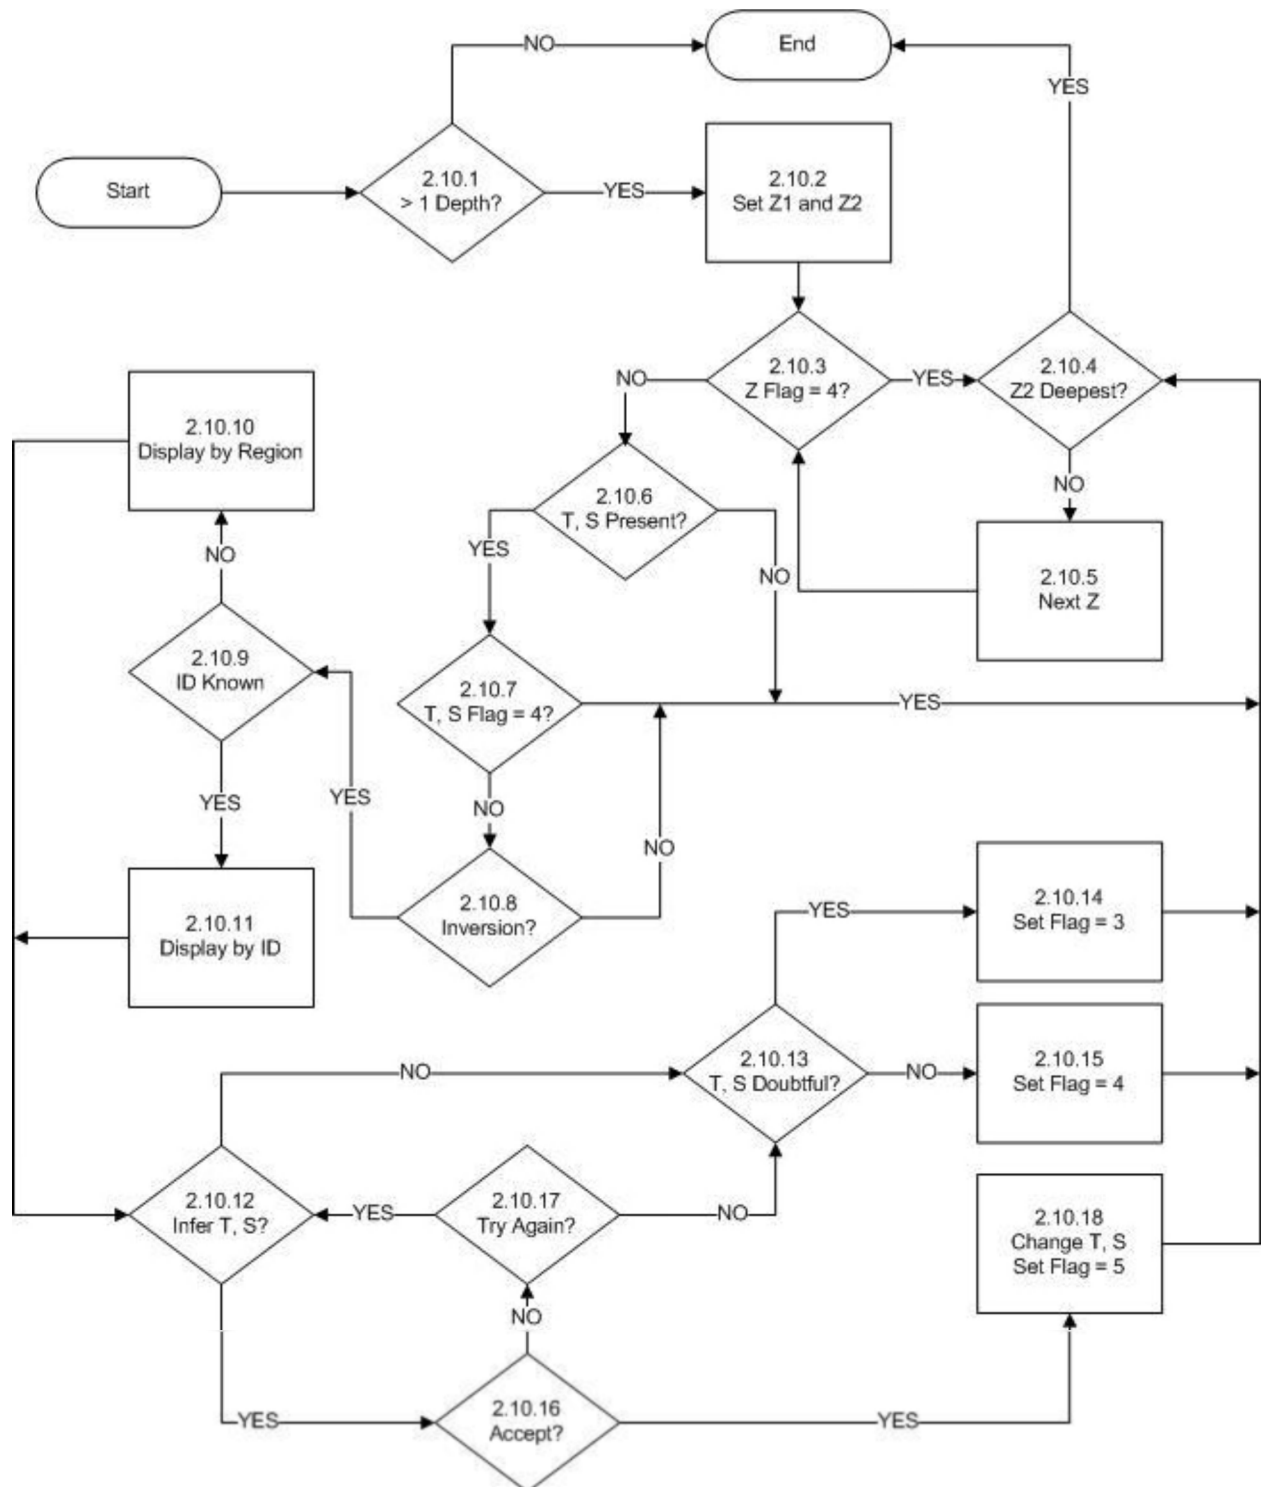 NO
End
YES
Start
2.10.1
> 1 Depth?
YES
2.10.2
Set Z1 and Z2
2.10.3
Z Flag = 4?
YES
2.10.4
Z2 Deepest?
NO
NO
2.10.10
Display by Region
2.10.6
T, S Present?
YES
NO
2.10.5
Next Z
NO
2.10.9
ID Known
2.10.7
T, S Flag = 4?
YES
YES
YES
NO
NO
2.10.8
Inversion?
2.10.11
Display by ID
YES
2.10.14
Set Flag = 3
NO
2.10.13
T, S Doubtful?
NO
2.10.15
Set Flag = 4
2.10.12
Infer T, S?
YES
2.10.17
Try Again?
NO
2.10.18
Change T, S
Set Flag = 5
NO
YES
2.10.16
Accept?
YES